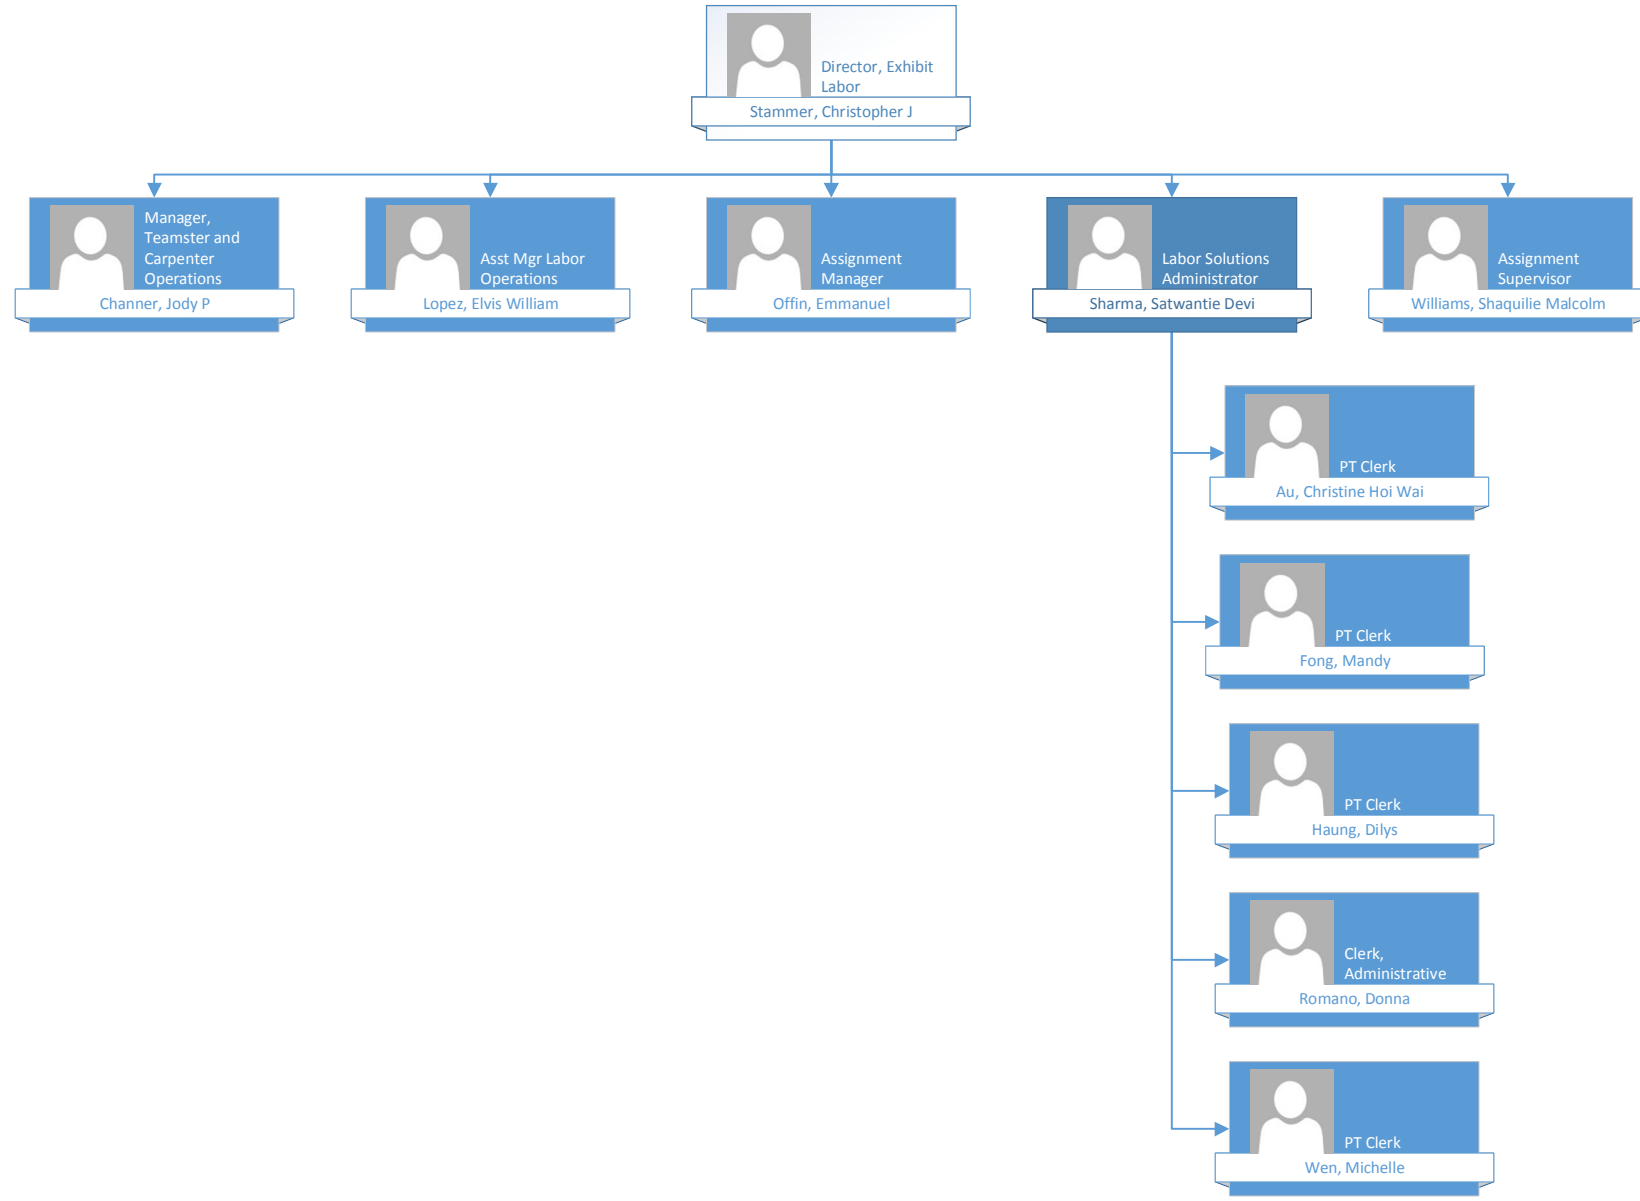 Director, Exhibit
Labor
Stammer, Christopher J
Manager,
Teamster and
Carpenter
Operations
Channer, Jody P
Asst Mgr Labor
Operations
Lopez, Elvis William
Assignment
Manager
Offin, Emmanuel
Labor Solutions
Administrator
Sharma, Satwantie Devi
Assignment
Supervisor
Williams, Shaquilie Malcolm
PT Clerk
Au, Christine Hoi Wai
PT Clerk
Fong, Mandy
PT Clerk
Haung, Dilys
Clerk,
Administrative
Romano, Donna
PT Clerk
Wen, Michelle